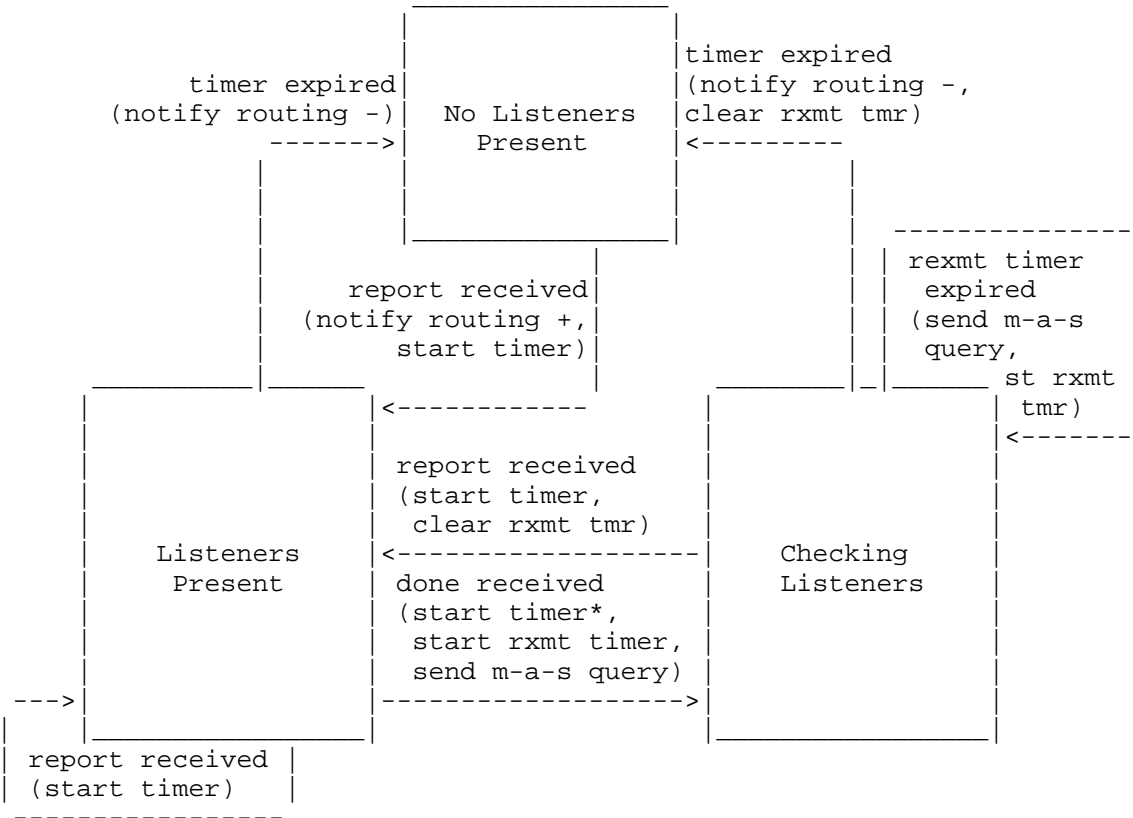 timer expired
(notify routing -)
No Listeners
Present
timer expired
(notify routing -,
clear rxmt tmr)
rexmt timer
expired
(send m-a-s
query,
st rxmt
tmr)
report received
(notify routing +,
start timer)
report received
(start timer,
clear rxmt tmr)
Listeners
Present
done received
(start timer*,
start rxmt timer,
send m-a-s query)
Checking
Listeners
report received
(start timer)